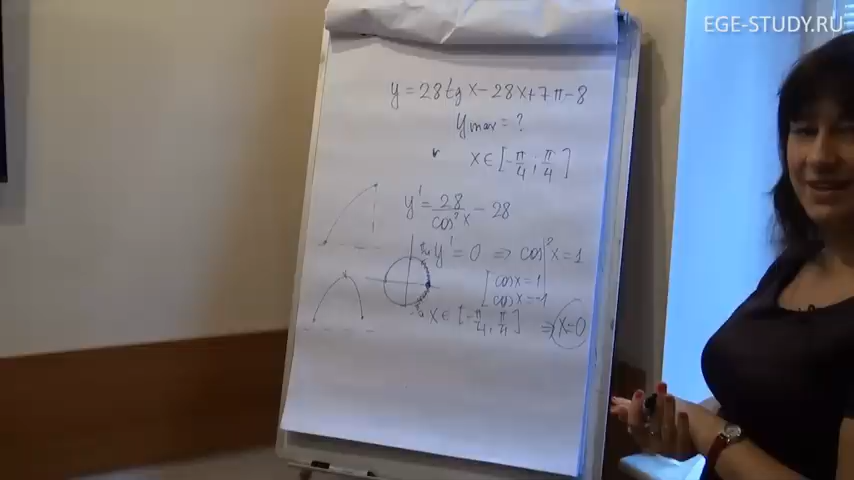 EGE-STUDY.RU
y = 28 tg x - 28x + 7π - 8
y max = ?
x ∈ [-π/4 ; π/4]
y' = 28/cos²x - 28
y' = 0 ⇒ cos²x = 1
[ cos x = 1
cos x = -1
x ∈ [-π/4 ; π/4] ⇒ x = 0